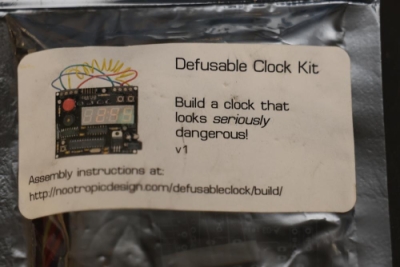 Defusable Clock Kit
Build a clock that
looks seriously
dangerous!
v1
Assembly instructions at:
http://nootropicdesign.com/defusableclock/build/